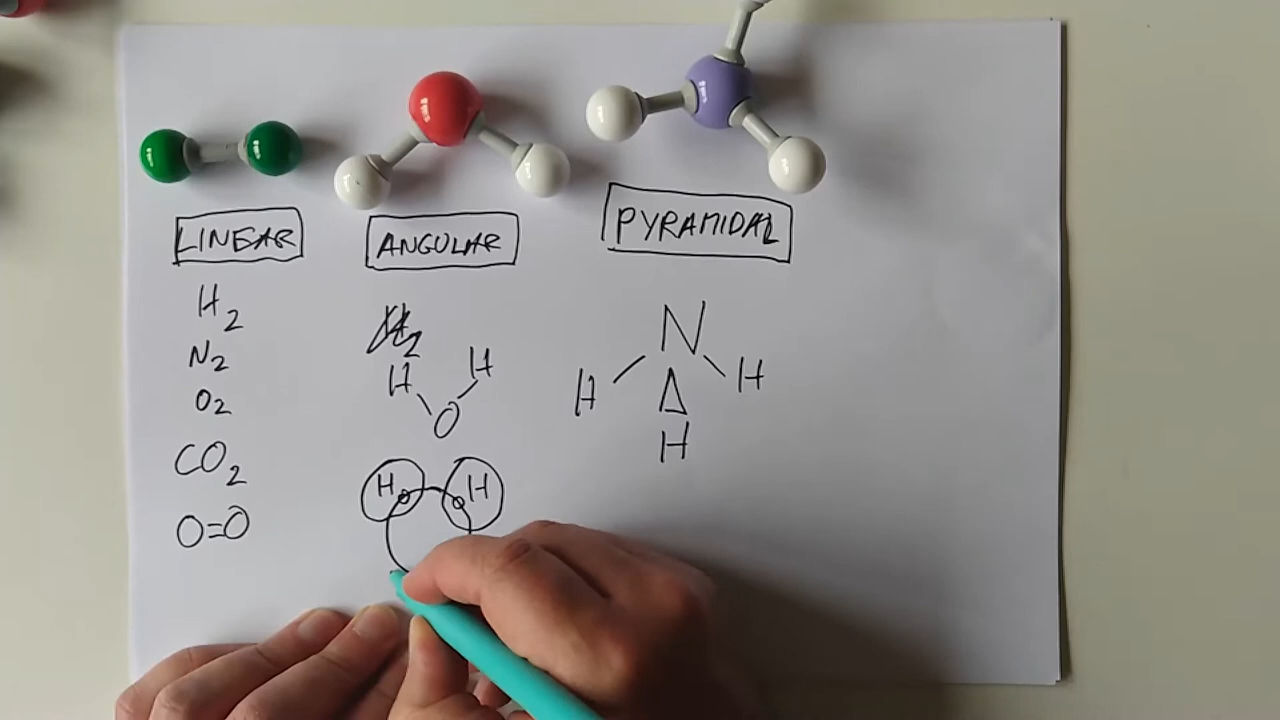 LINEAR
H2
N2
O2
CO2
O=O
ANGULAR
H H
O
H H
PYRAMIDAL
N
H H
H